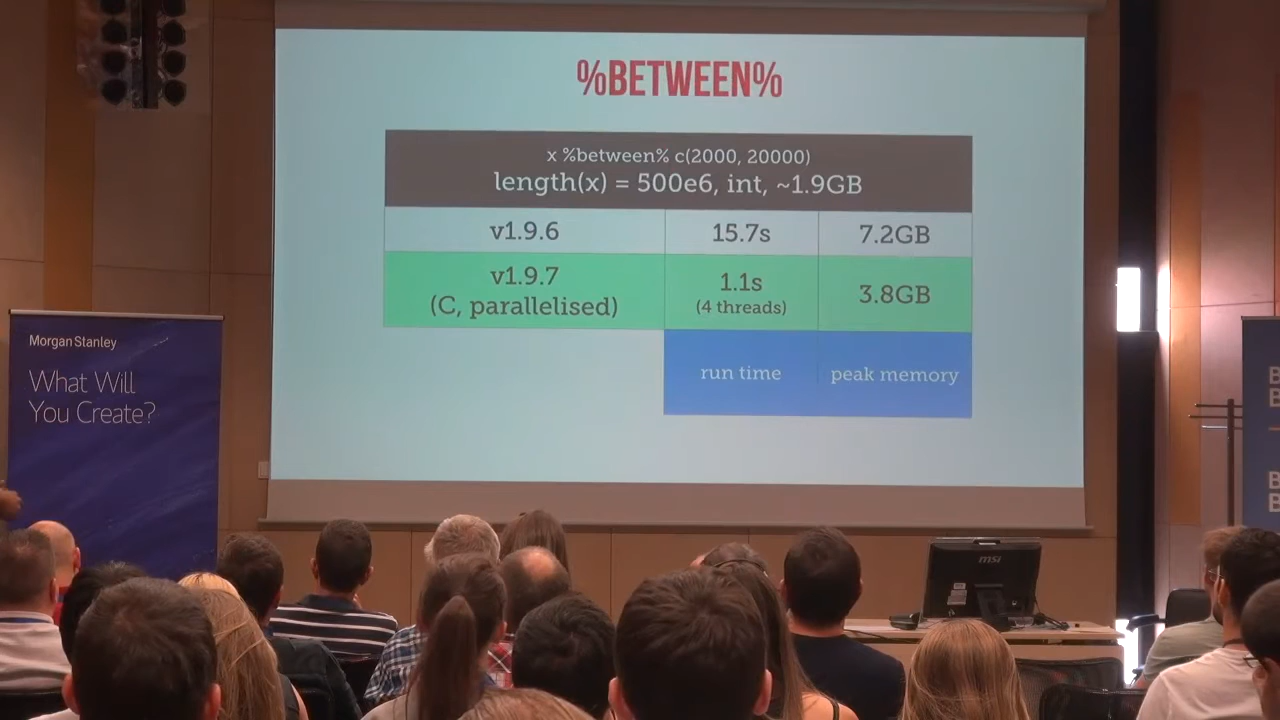 %BETWEEN%
x %between% c(2000, 20000)
length(x) = 500e6, int, ~1.9GB
v1.9.6 15.7s 7.2GB
v1.9.7
(C, parallelised)
1.1s
(4 threads)
3.8GB
run time peak memory
Morgan Stanley
What Will
You Create?
msi
B
B
B
B